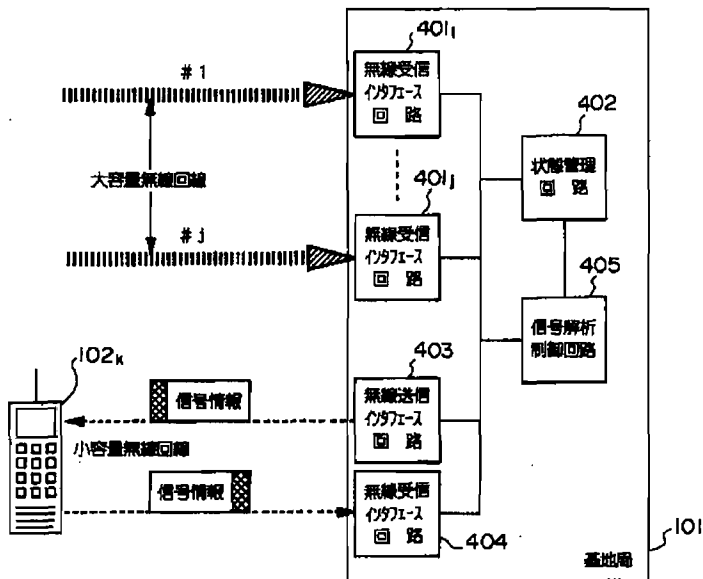 401₁
無線受信
インタフェース
回 路
#1
402
状態管理
回 路
大容量無線回線
401j
#j
無線受信
インタフェース
回 路
405
信号解析
制御回路
102k
403
信号情報
無線送信
インタフェース
回 路
小容量無線回線
信号情報
無線受信
インタフェース
回 路
404
101
基地局